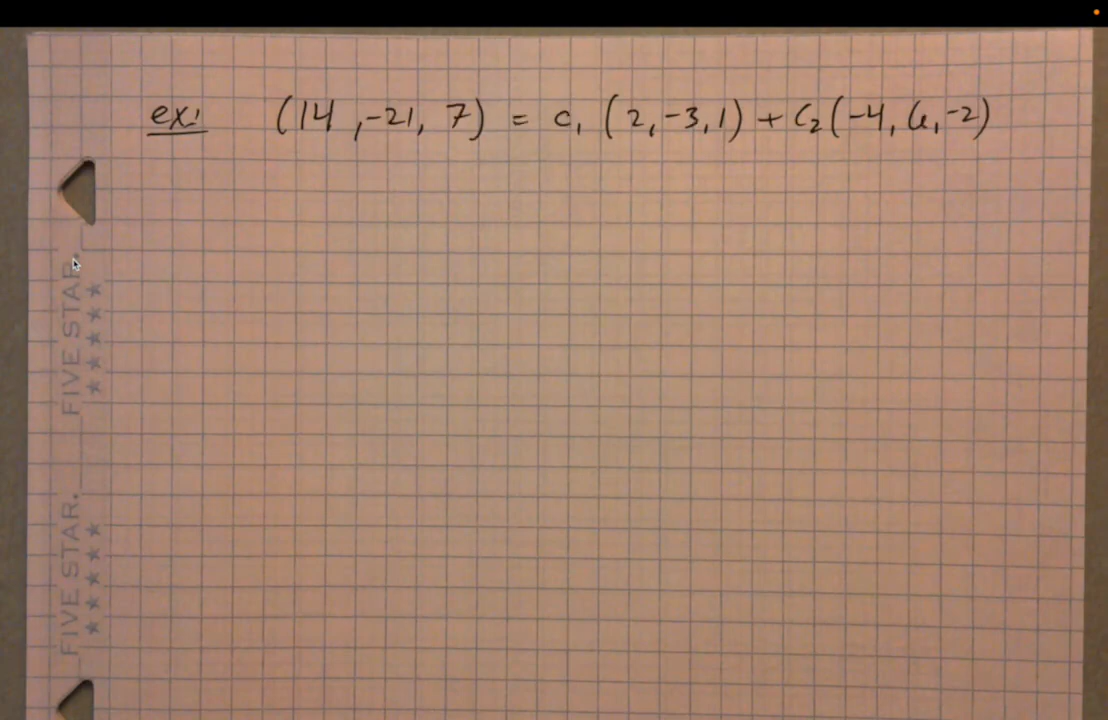 ex: (14, -21, 7) = c₁ (2, -3, 1) + c₂ (-4, 6, -2)
FIVE STAR.
★★★★★
FIVE STAR.
★★★★★